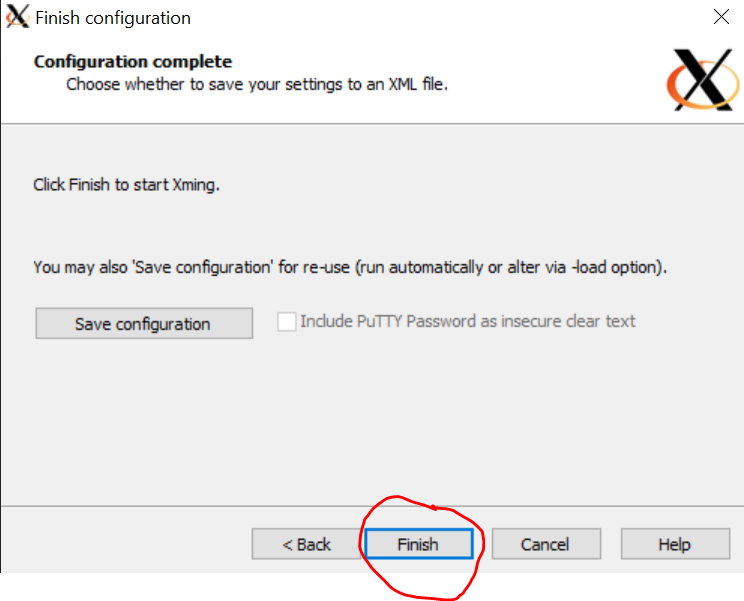 Finish configuration
Configuration complete
Choose whether to save your settings to an XML file.
Click Finish to start Xming.
You may also 'Save configuration' for re-use (run automatically or alter via -load option).
Save configuration
Include PuTTY Password as insecure clear text
< Back
Finish
Cancel
Help